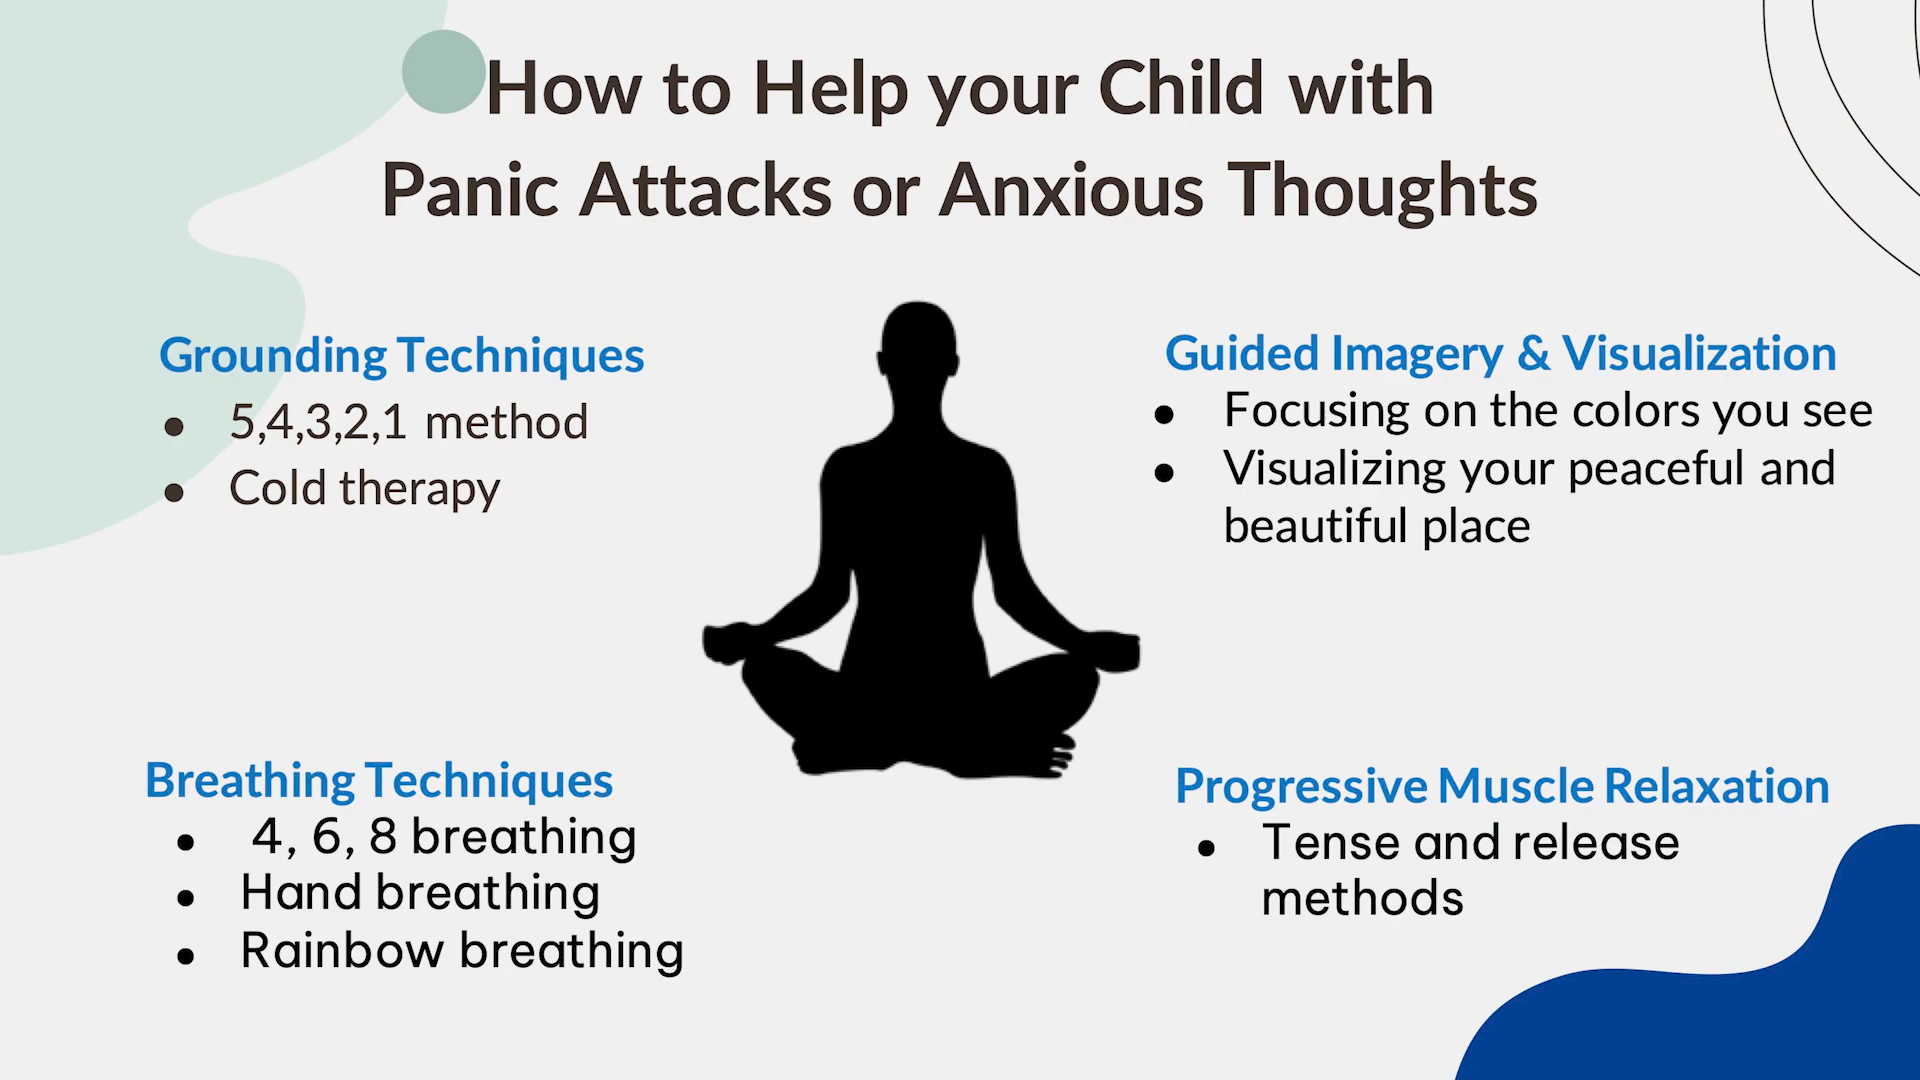 How to Help your Child with
Panic Attacks or Anxious Thoughts
Grounding Techniques
• 5,4,3,2,1 method
• Cold therapy
Guided Imagery & Visualization
• Focusing on the colors you see
• Visualizing your peaceful and
beautiful place
Breathing Techniques
• 4, 6, 8 breathing
• Hand breathing
• Rainbow breathing
Progressive Muscle Relaxation
• Tense and release
methods